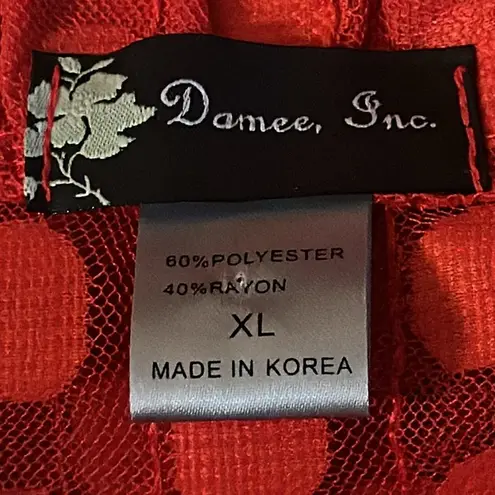 Damee, Inc.
60%POLYESTER
40%RAYON
XL
MADE IN KOREA